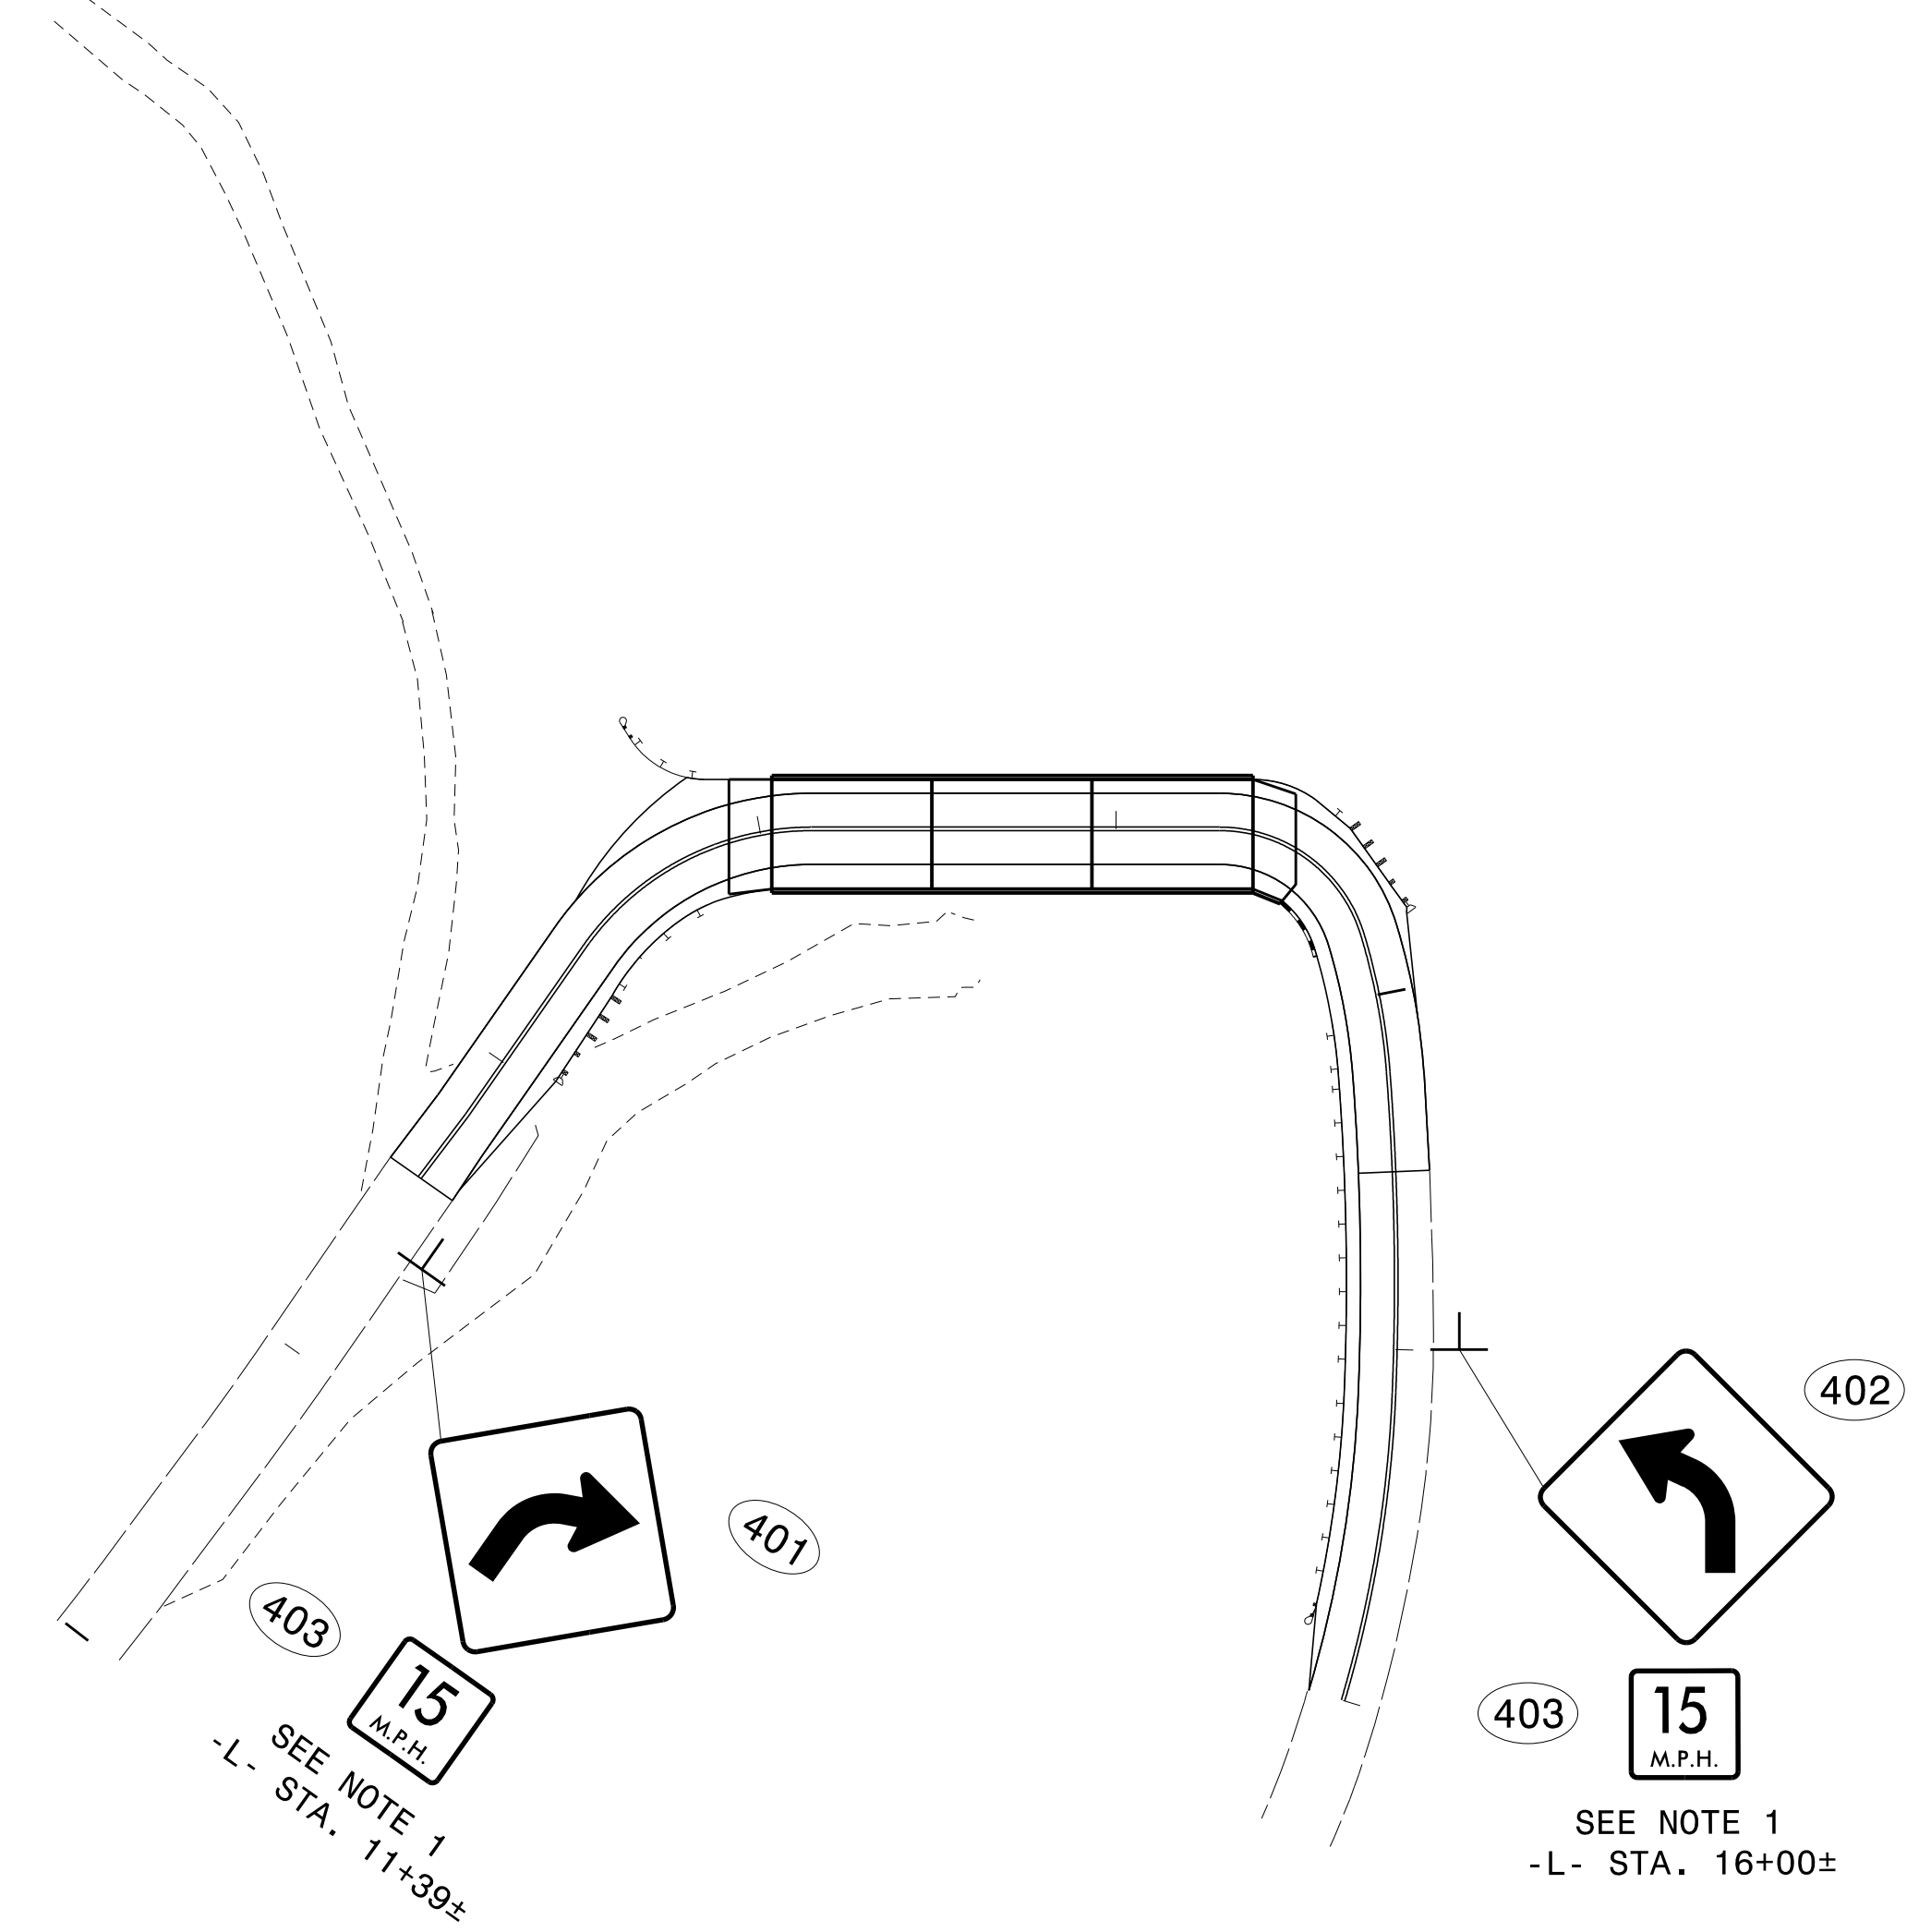 402
401
403
15
M.P.H.
SEE NOTE 1
-L- STA. 11+39±
403
15
M.P.H.
SEE NOTE 1
-L- STA. 16+00±